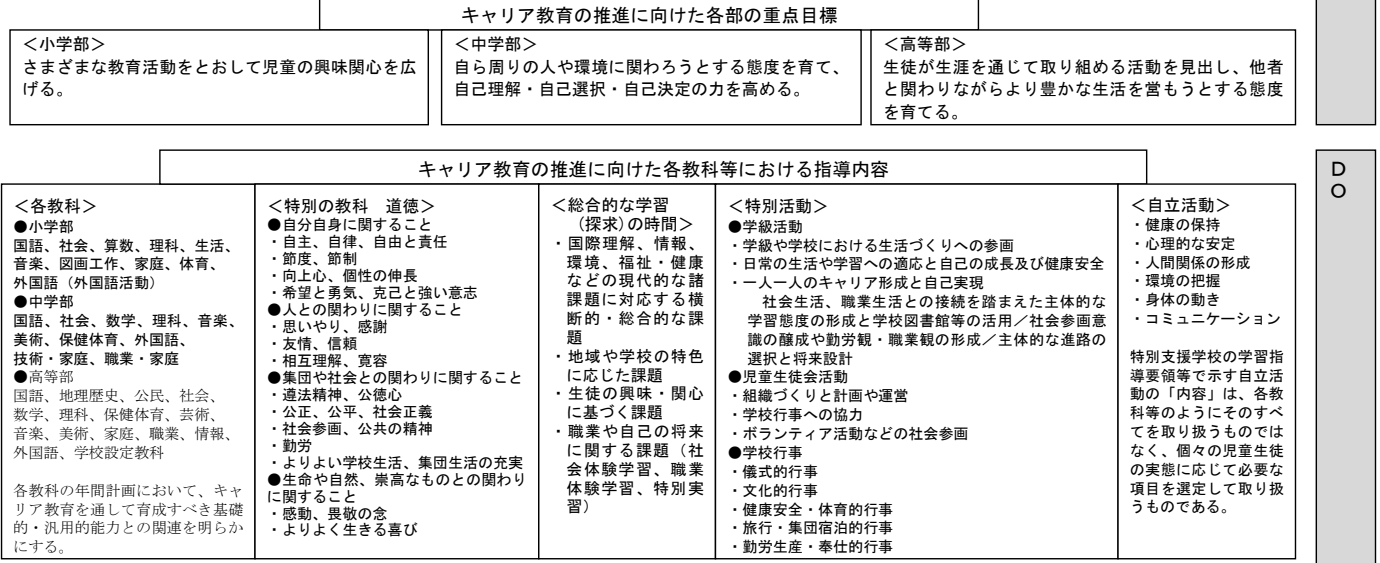 キャリア教育の推進に向けた各部の重点目標
＜小学部＞
さまざまな教育活動をとおして児童の興味関心を広
げる。
＜中学部＞
自ら周りの人や環境に関わろうとする態度を育て、
自己理解・自己選択・自己決定の力を高める。
＜高等部＞
生徒が生涯を通じて取り組める活動を見出し、他者
と関わりながらより豊かな生活を営もうとする態度
を育てる。
キャリア教育の推進に向けた各教科等における指導内容
＜各教科＞
●小学部
国語、社会、算数、理科、生活、
音楽、図画工作、家庭、体育、
外国語（外国語活動）
●中学部
国語、社会、数学、理科、音楽、
美術、保健体育、外国語、
技術・家庭、職業・家庭
●高等部
国語、地理歴史、公民、社会、
数学、理科、保健体育、芸術、
音楽、美術、家庭、職業、情報、
外国語、学校設定教科
各教科の年間計画において、キャ
リア教育を通して育成すべき基礎
的・汎用的能力との関連を明らか
にする。
＜特別の教科　道徳＞
●自分自身に関すること
・自主、自律、自由と責任
・節度、節制
・向上心、個性の伸長
・希望と勇気、克己と強い意志
●人との関わりに関すること
・思いやり、感謝
・友情、信頼
・相互理解、寛容
●集団や社会との関わりに関すること
・遵法精神、公徳心
・公正、公平、社会正義
・社会参画、公共の精神
・勤労
・よりよい学校生活、集団生活の充実
●生命や自然、崇高なものとの関わり
に関すること
・感動、畏敬の念
・よりよく生きる喜び
＜総合的な学習
（探求）の時間＞
・国際理解、情報、
環境、福祉・健康
などの現代的な諸
課題に対応する横
断的・総合的な課
題
・地域や学校の特色
に応じた課題
・生徒の興味・関心
に基づく課題
・職業や自己の将来
に関する課題（社
会体験学習、職業
体験学習、特別実
習）
＜特別活動＞
●学級活動
・学級や学校における生活づくりへの参画
・日常の生活や学習への適応と自己の成長及び健康安全
・一人一人のキャリア形成と自己実現
社会生活、職業生活との接続を踏まえた主体的な
学習態度の形成と学校図書館等の活用／社会参画意
識の醸成や勤労観・職業観の形成／主体的な進路の
選択と将来設計
●児童生徒会活動
・組織づくりと計画や運営
・学校行事への協力
・ボランティア活動などの社会参画
●学校行事
・儀式的行事
・文化的行事
・健康安全・体育的行事
・旅行・集団宿泊的行事
・勤労生産・奉仕的行事
＜自立活動＞
・健康の保持
・心理的な安定
・人間関係の形成
・環境の把握
・身体の動き
・コミュニケーション
特別支援学校の学習指
導要領等で示す自立活
動の「内容」は、各教
科等のようにそのすべ
てを取り扱うものでは
なく、個々の児童生徒
の実態に応じて必要な
項目を選定して取り扱
うものである。
D
O